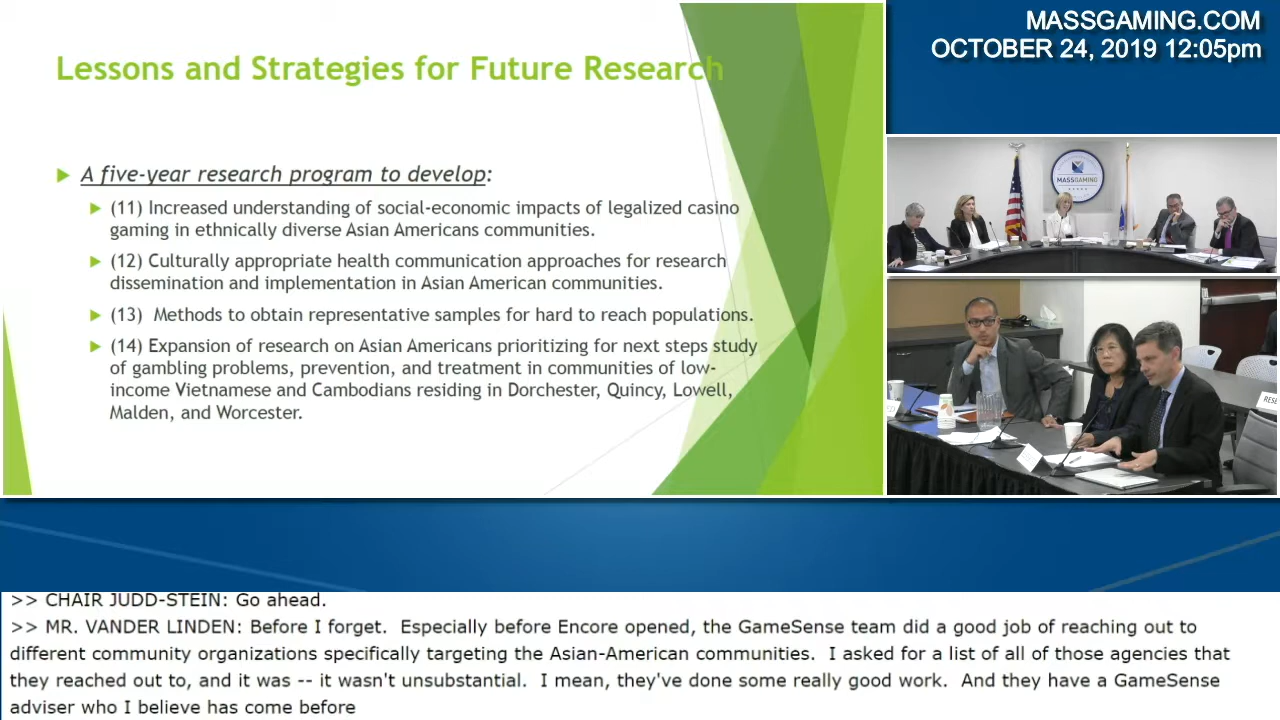 Lessons and Strategies for Future Research
A five-year research program to develop:
(11) Increased understanding of social-economic impacts of legalized casino
gaming in ethnically diverse Asian Americans communities.
(12) Culturally appropriate health communication approaches for research
dissemination and implementation in Asian American communities.
(13) Methods to obtain representative samples for hard to reach populations.
(14) Expansion of research on Asian Americans prioritizing for next steps study
of gambling problems, prevention, and treatment in communities of low-
income Vietnamese and Cambodians residing in Dorchester, Quincy, Lowell,
Malden, and Worcester.
MASSGAMING.COM
OCTOBER 24, 2019 12:05pm
MASSGAMING
>> CHAIR JUDD-STEIN: Go ahead.
>> MR. VANDER LINDEN: Before I forget. Especially before Encore opened, the GameSense team did a good job of reaching out to
different community organizations specifically targeting the Asian-American communities. I asked for a list of all of those agencies that
they reached out to, and it was -- it wasn't unsubstantial. I mean, they've done some really good work. And they have a GameSense
adviser who I believe has come before